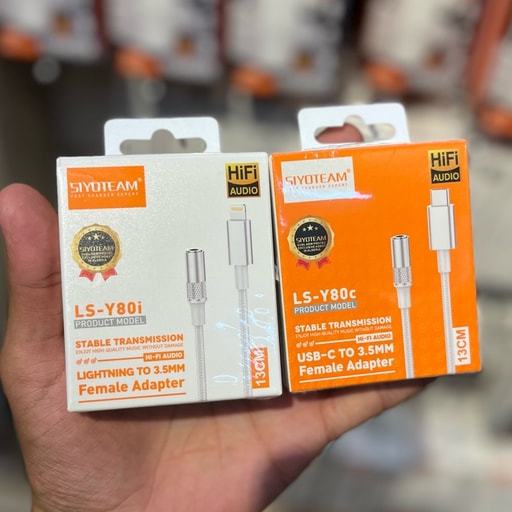 SIYOTEAM®
FAST CHARGER EXPERT
HiFi
AUDIO
SIYOTEAM
LS-Y80i
PRODUCT MODEL
STABLE TRANSMISSION
ENJOY HIGH-QUALITY MUSIC WITHOUT DAMAGE
HI-FI AUDIO
LIGHTNING TO 3.5MM
Female Adapter
13CM
SIYOTEAM®
FAST CHARGER EXPERT
HiFi
AUDIO
SIYOTEAM
LS-Y80c
PRODUCT MODEL
STABLE TRANSMISSION
ENJOY HIGH-QUALITY MUSIC WITHOUT DAMAGE
HI-FI AUDIO
USB-C TO 3.5MM
Female Adapter
13CM